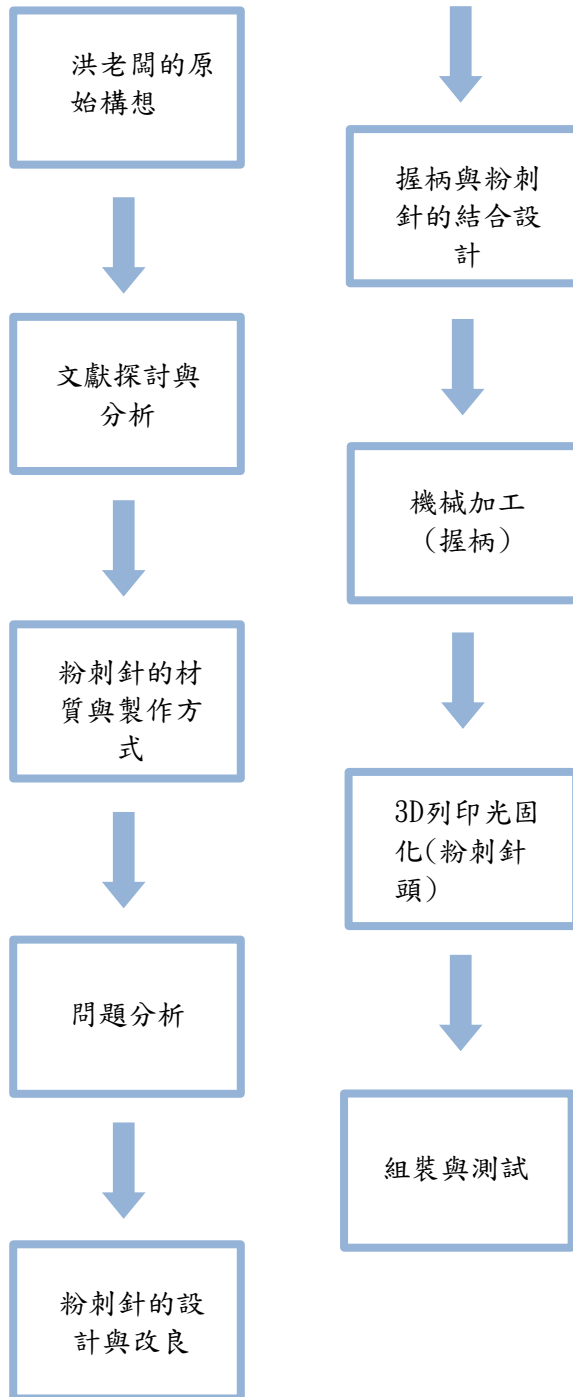 洪老闆的原
始構想
文獻探討與
分析
粉刺針的材
質與製作方
式
問題分析
粉刺針的設
計與改良
握柄與粉刺
針的結合設
計
機械加工
(握柄)
3D列印光固
化(粉刺針
頭)
組裝與測試